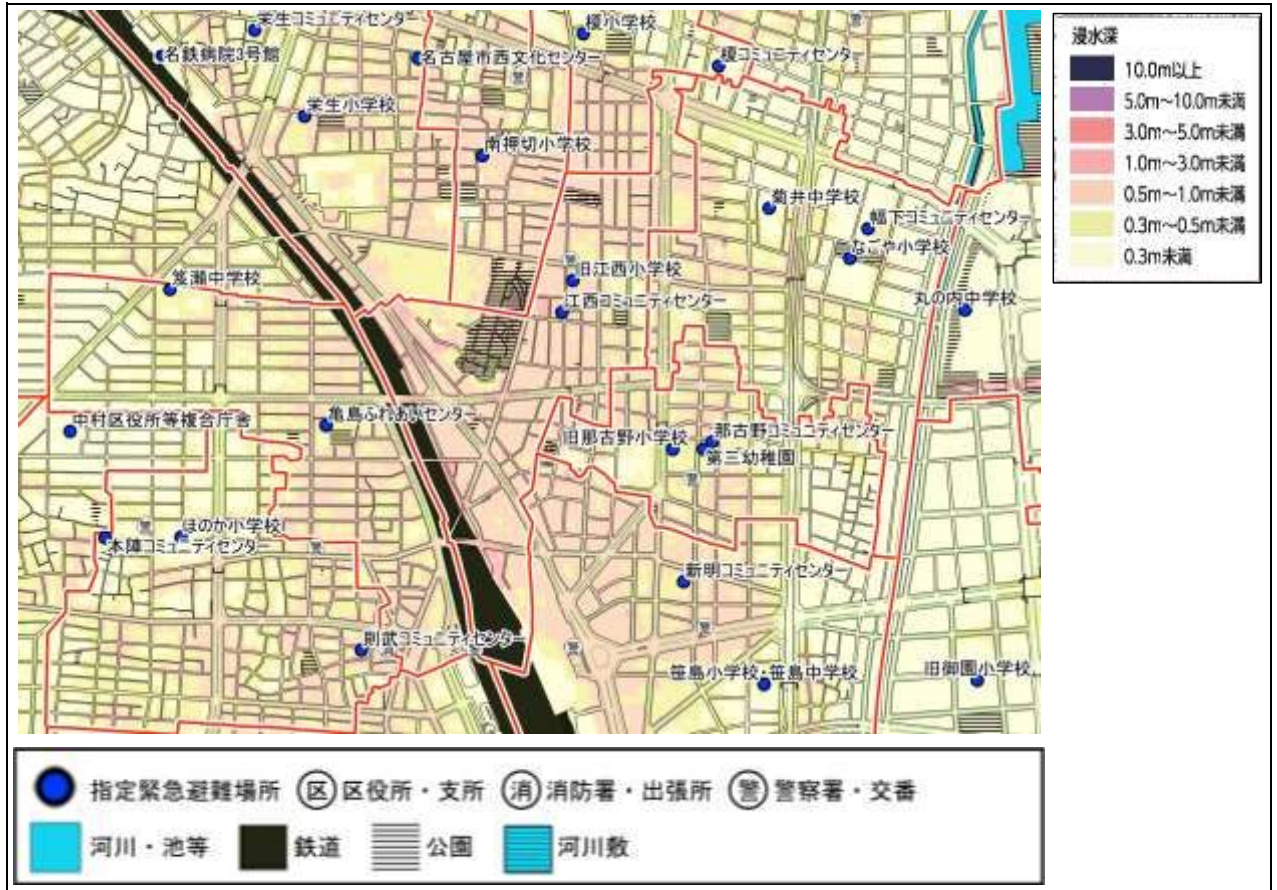 栄生コミュニティセンター
榎小学校
名鉄病院3号館
名古屋市西文化センター
榎コミュニティセンター
栄生小学校
南押切小学校
菊井中学校
幅下コミュニティセンター
なごや小学校
笈瀬中学校
旧江西小学校
江西コミュニティセンター
丸の内中学校
中村区役所等複合庁舎
亀島ふれあいセンター
旧那古野小学校
那古野コミュニティセンター
第三幼稚園
ほのか小学校
本陣コミュニティセンター
新明コミュニティセンター
則武コミュニティセンター
笹島小学校・笹島中学校
旧御園小学校
浸水深
10.0m以上
5.0m~10.0m未満
3.0m~5.0m未満
1.0m~3.0m未満
0.5m~1.0m未満
0.3m~0.5m未満
0.3m未満
指定緊急避難場所 区 区役所・支所 消 消防署・出張所 警 警察署・交番
河川・池等 鉄道 公園 河川敷